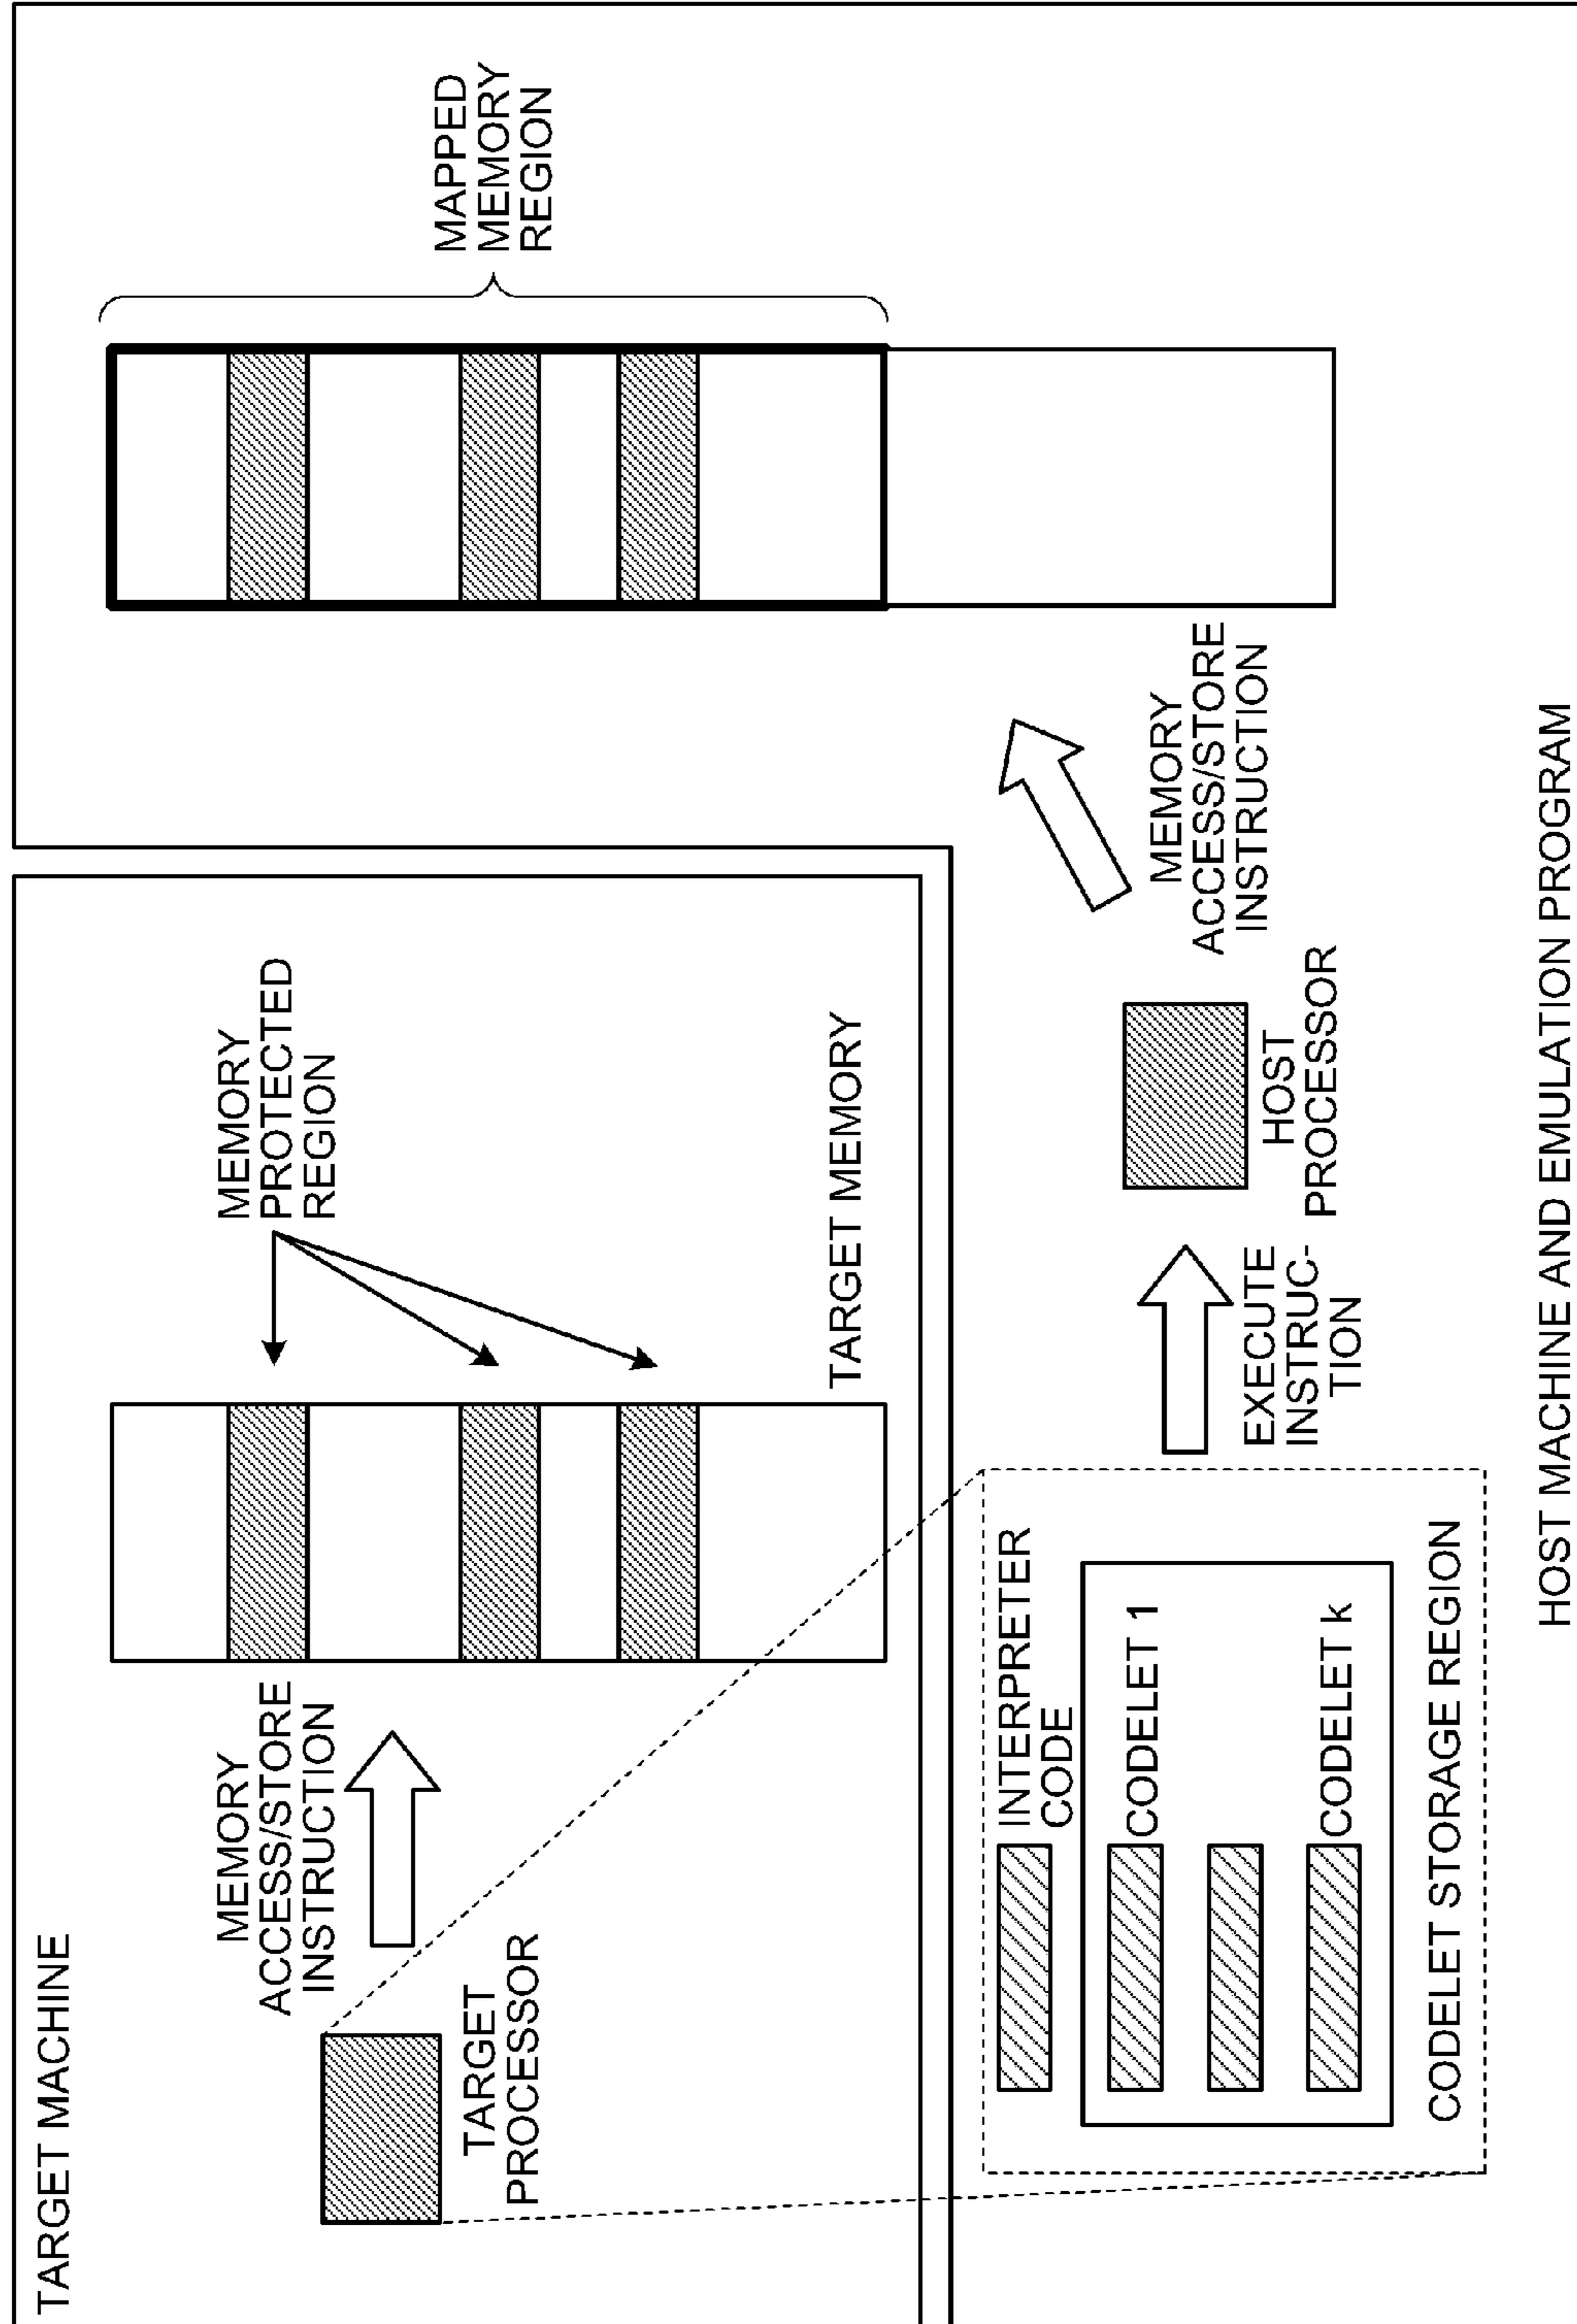 TARGET MACHINE
MEMORY
ACCESS/STORE
INSTRUCTION
MEMORY
PROTECTED
REGION
TARGET
PROCESSOR
TARGET MEMORY
MAPPED
MEMORY
REGION
INTERPRETER
CODE
CODELET 1
CODELET k
CODELET STORAGE REGION
EXECUTE
INSTRUC-
TION
HOST
PROCESSOR
MEMORY
ACCESS/STORE
INSTRUCTION
HOST MACHINE AND EMULATION PROGRAM